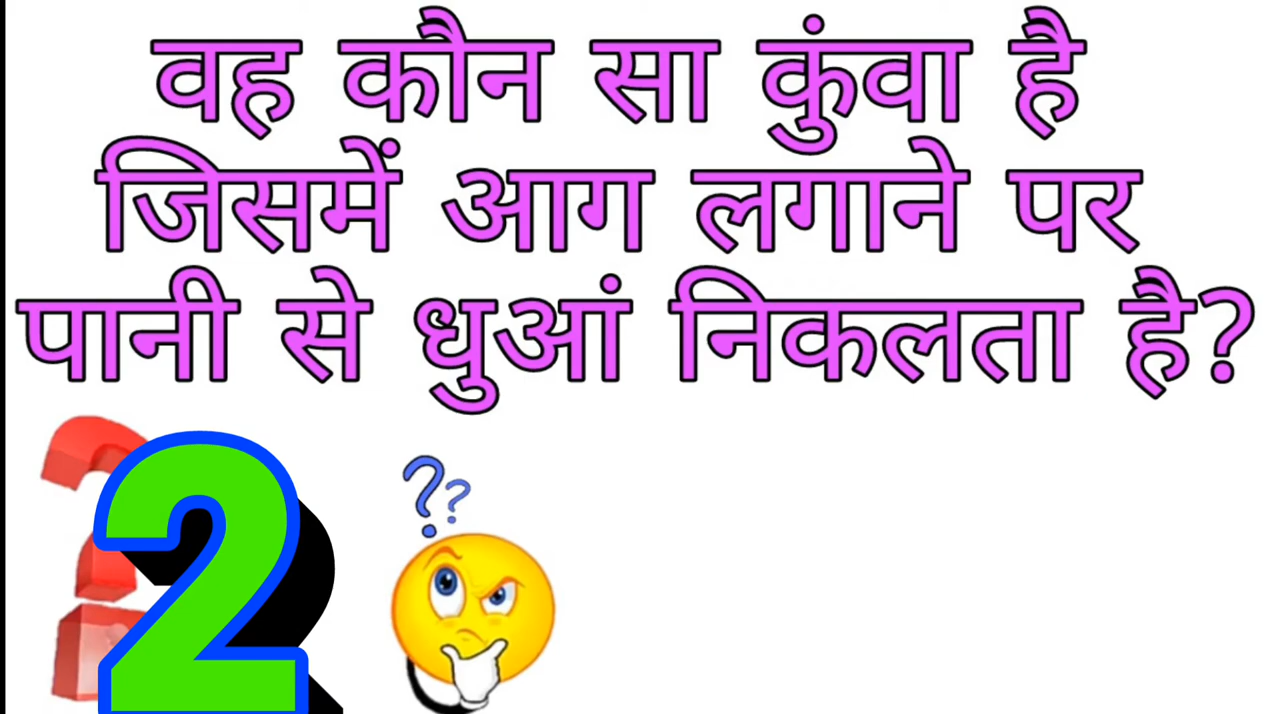 वह कौन सा कुंवा है
जिसमें आग लगाने पर
पानी से धुआं निकलता है?
2
??